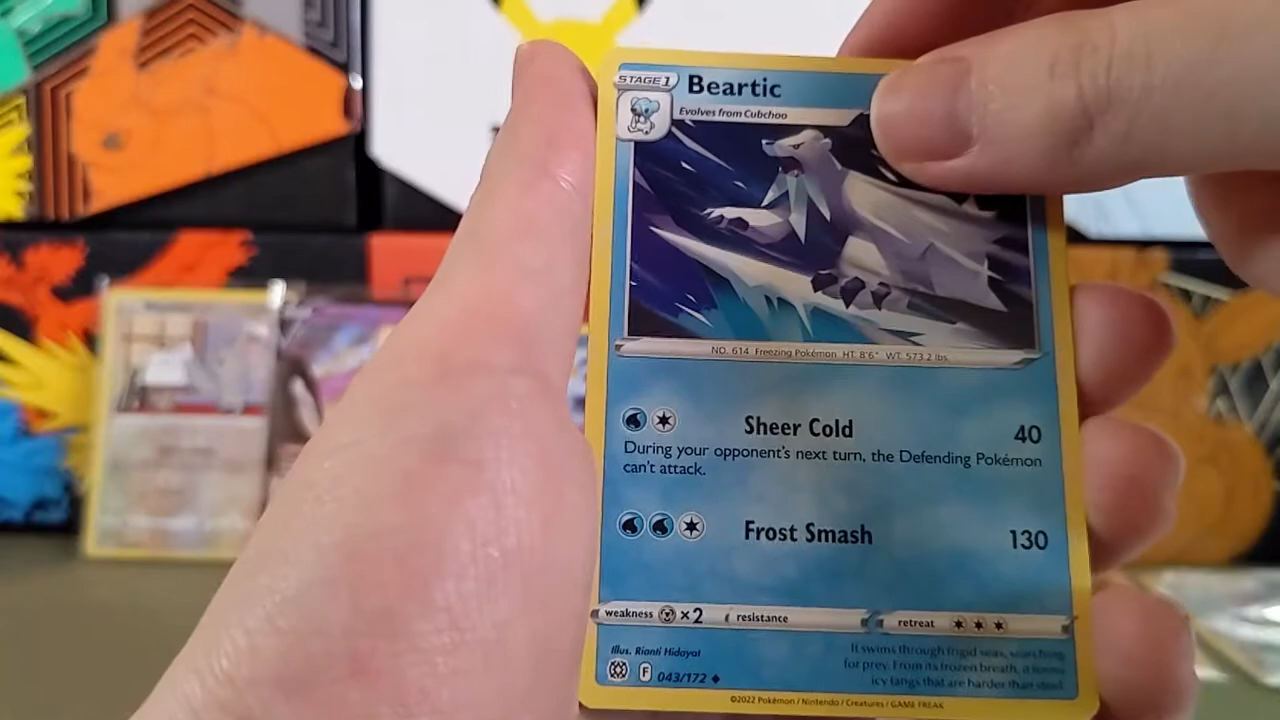 STAGE 1
Beartic
Evolves from Cubchoo
NO. 614 Freezing Pokémon HT. 8'6" WT. 573.2 lbs.
Sheer Cold 40
During your opponent's next turn, the Defending Pokémon
can't attack.
Frost Smash 130
weakness ×2 resistance retreat
Illus. Rianti Hidayat
It swims through frigid seas, searching
for prey. From its frozen breath, it forms
icy fangs that are harder than steel.
F 043/172
©2022 Pokémon / Nintendo / Creatures / GAME FREAK